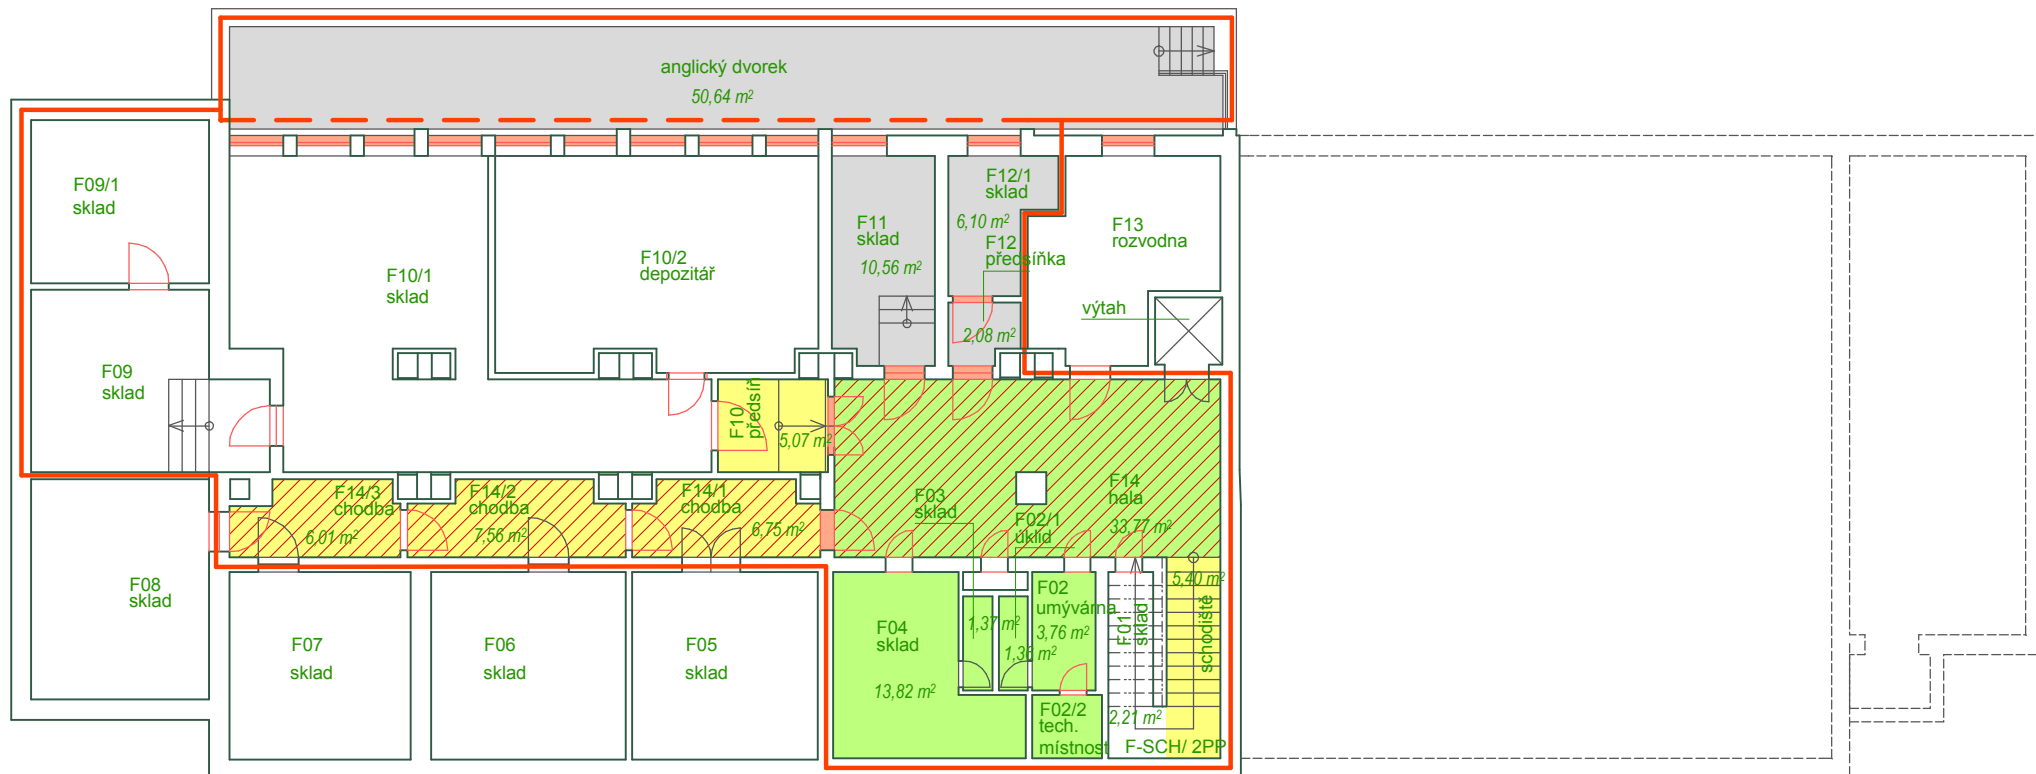 anglický dvorek
50,64 m²
F09/1
sklad
F12/1
sklad
6,10 m²
F11
sklad
10,56 m²
F12
předsíňka
F13
rozvodna
F10/2
depozitář
F10/1
sklad
výtah
2,08 m²
F09
sklad
F10
předsíň
5,07 m²
F14/3
chodba
6,01 m²
F14/2
chodba
7,56 m²
F14/1
chodba
6,75 m²
F03
sklad
F14
hala
33,77 m²
F02/1
úklid
F08
sklad
F07
sklad
F06
sklad
F05
sklad
F04
sklad
13,82 m²
1,37 m²
1,36 m²
F02
umývárna
3,76 m²
F01
sklad
2,21 m²
5,40 m²
schodiště
F02/2
tech.
místnost
F-SCH/ 2PP